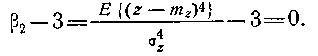 β₂ − 3 = E {(z − m_z)⁴} / σ_z⁴ − 3 = 0.